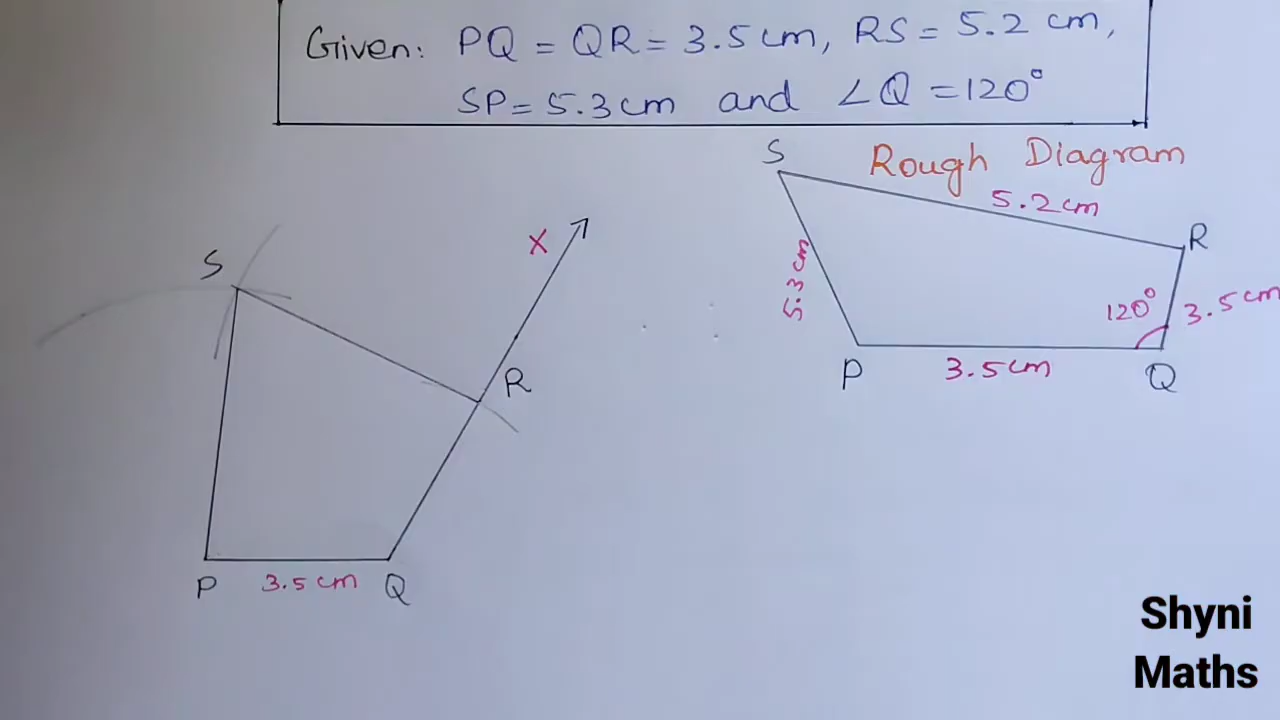 Given: PQ = QR = 3.5 cm, RS = 5.2 cm,
SP = 5.3 cm and ∠Q = 120°
Rough Diagram
S
5.2 cm
R
5.3 cm
120°
3.5 cm
P
3.5 cm
Q
S
X
R
P
3.5 cm
Q
Shyni
Maths